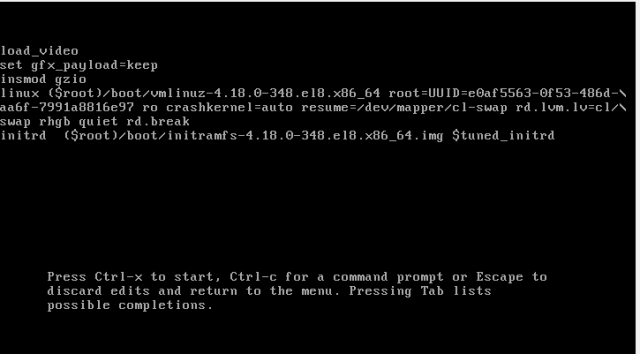 load_video
set gfx_payload=keep
insmod gzio
linux ($root)/boot/vmlinuz-4.18.0-348.el8.x86_64 root=UUID=e0af5563-0f53-486d-\
aa6f-7991a8816e97 ro crashkernel=auto resume=/dev/mapper/cl-swap rd.lvm.lv=cl/\
swap rhgb quiet rd.break
initrd  ($root)/boot/initramfs-4.18.0-348.el8.x86_64.img $tuned_initrd
Press Ctrl-x to start, Ctrl-c for a command prompt or Escape to
discard edits and return to the menu. Pressing Tab lists
possible completions.